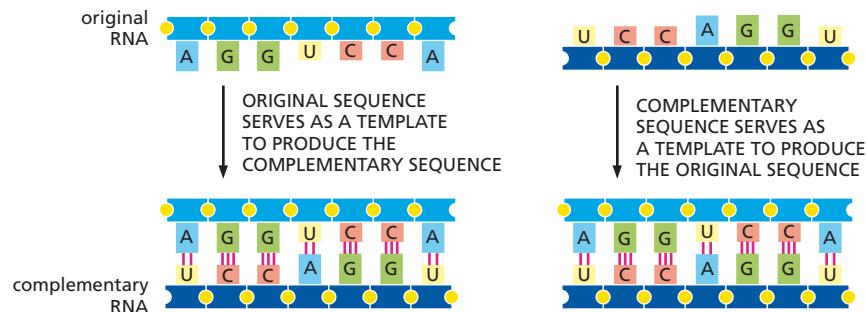 original
RNA
A G G U C C A
ORIGINAL SEQUENCE
SERVES AS A TEMPLATE
TO PRODUCE THE
COMPLEMENTARY SEQUENCE
A G G U C C A
U C C A G G U
complementary
RNA
U C C A G G U
COMPLEMENTARY
SEQUENCE SERVES AS
A TEMPLATE TO PRODUCE
THE ORIGINAL SEQUENCE
A G G U C C A
U C C A G G U